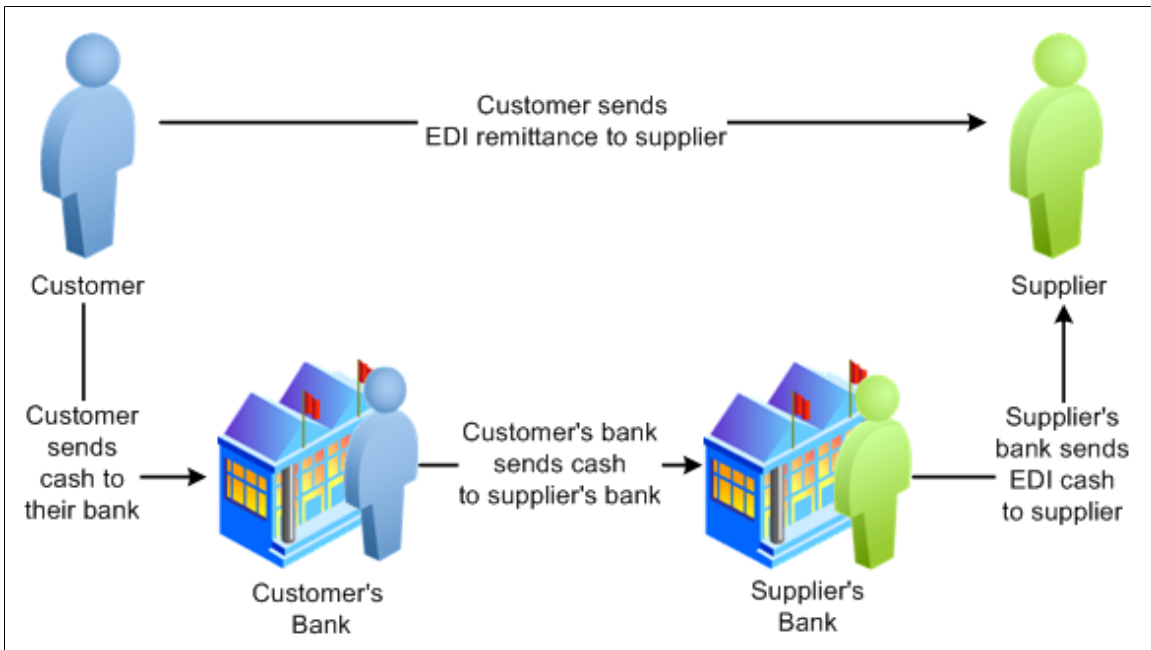 Customer sends
EDI remittance to supplier
Customer
Supplier
Customer
sends
cash to
their bank
Customer's bank
sends cash
to supplier's bank
Supplier's
bank sends
EDI cash
to supplier
Customer's
Bank
Supplier's
Bank